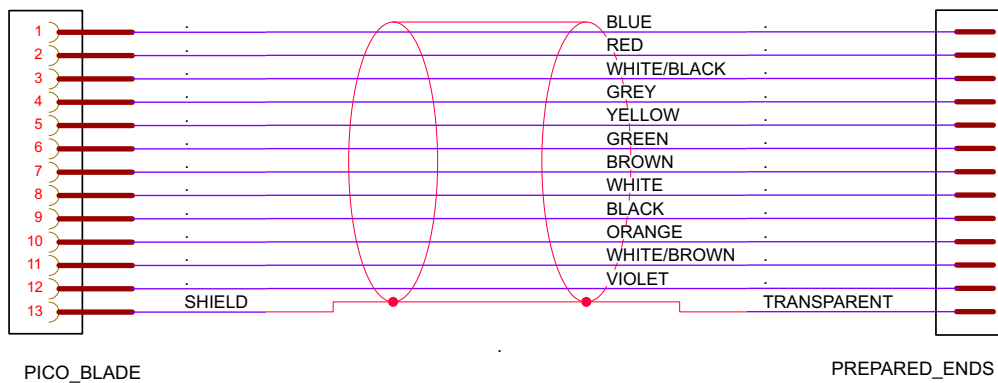 1 . BLUE .
2 . RED .
3 . WHITE/BLACK .
4 . GREY .
5 . YELLOW .
6 . GREEN .
7 . BROWN .
8 . WHITE .
9 . BLACK .
10 . ORANGE .
11 . WHITE/BROWN .
12 . VIOLET .
13 SHIELD TRANSPARENT
.
PICO_BLADE PREPARED_ENDS